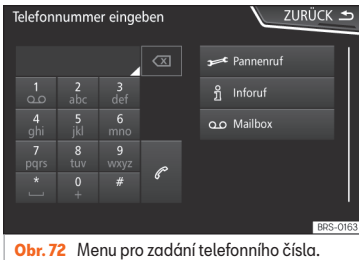 Telefonnummer eingeben
ZURÜCK
1 2 3
abc def
4 5 6
ghi jkl mno
7 8 9
pqrs tuv wxyz
* 0 #
+
Pannenruf
Inforuf
Mailbox
BRS-0163
Obr. 72 Menu pro zadání telefonního čísla.